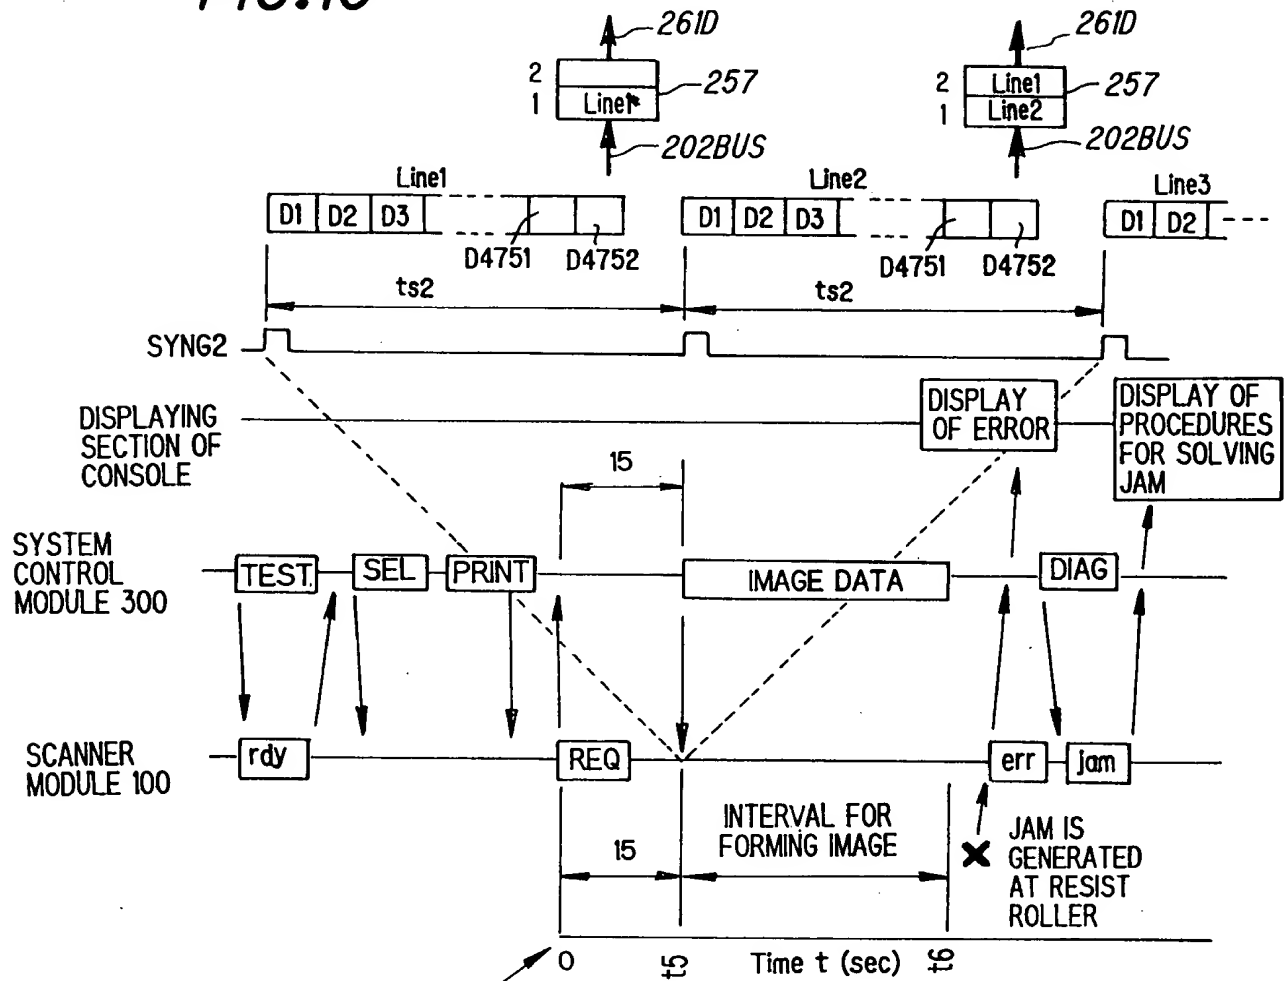 FIG.16
261D
2
1
Line1*
257
202BUS
261D
2
1
Line1
Line2
257
202BUS
Line1
D1 D2 D3
D4751 D4752
Line2
D1 D2 D3
D4751 D4752
Line3
D1 D2
ts2
ts2
SYNG2
DISPLAYING
SECTION OF
CONSOLE
DISPLAY
OF ERROR
DISPLAY OF
PROCEDURES
FOR SOLVING
JAM
15
SYSTEM
CONTROL
MODULE 300
TEST
SEL
PRINT
IMAGE DATA
DIAG
SCANNER
MODULE 100
rdy
REQ
err
jam
15
INTERVAL FOR
FORMING IMAGE
JAM IS
GENERATED
AT RESIST
ROLLER
0
t5
Time t (sec)
t6